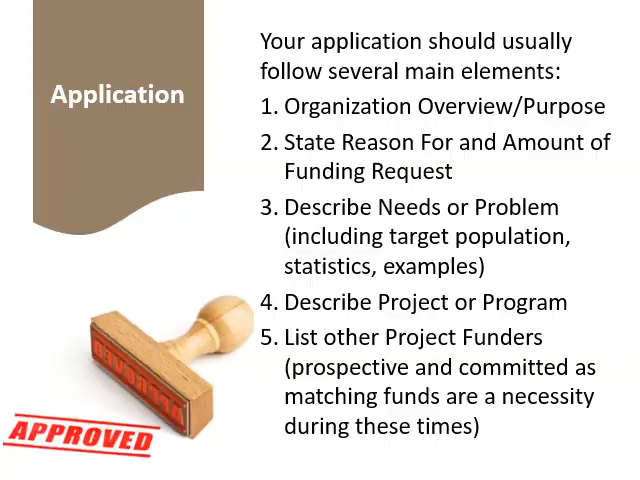 Application
Your application should usually
follow several main elements:
1. Organization Overview/Purpose
2. State Reason For and Amount of
Funding Request
3. Describe Needs or Problem
(including target population,
statistics, examples)
4. Describe Project or Program
5. List other Project Funders
(prospective and committed as
matching funds are a necessity
during these times)
APPROVED
APPROVED